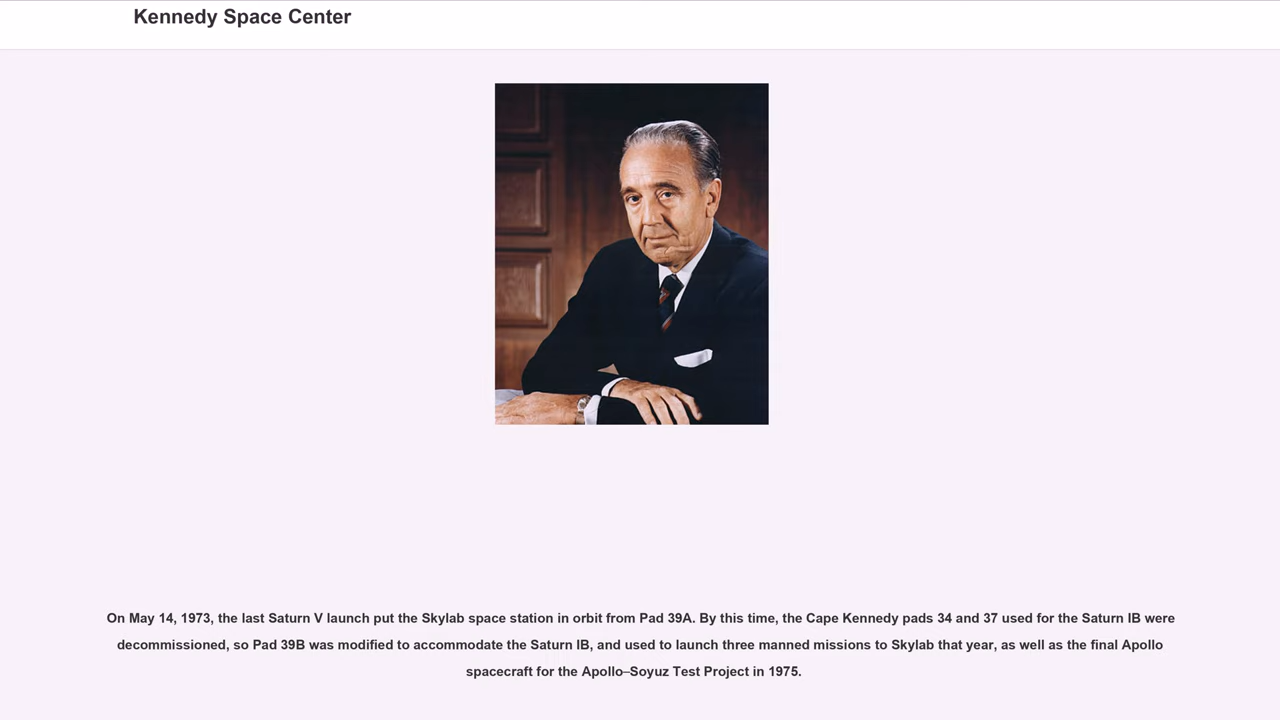 Kennedy Space Center
On May 14, 1973, the last Saturn V launch put the Skylab space station in orbit from Pad 39A. By this time, the Cape Kennedy pads 34 and 37 used for the Saturn IB were
decommissioned, so Pad 39B was modified to accommodate the Saturn IB, and used to launch three manned missions to Skylab that year, as well as the final Apollo
spacecraft for the Apollo–Soyuz Test Project in 1975.